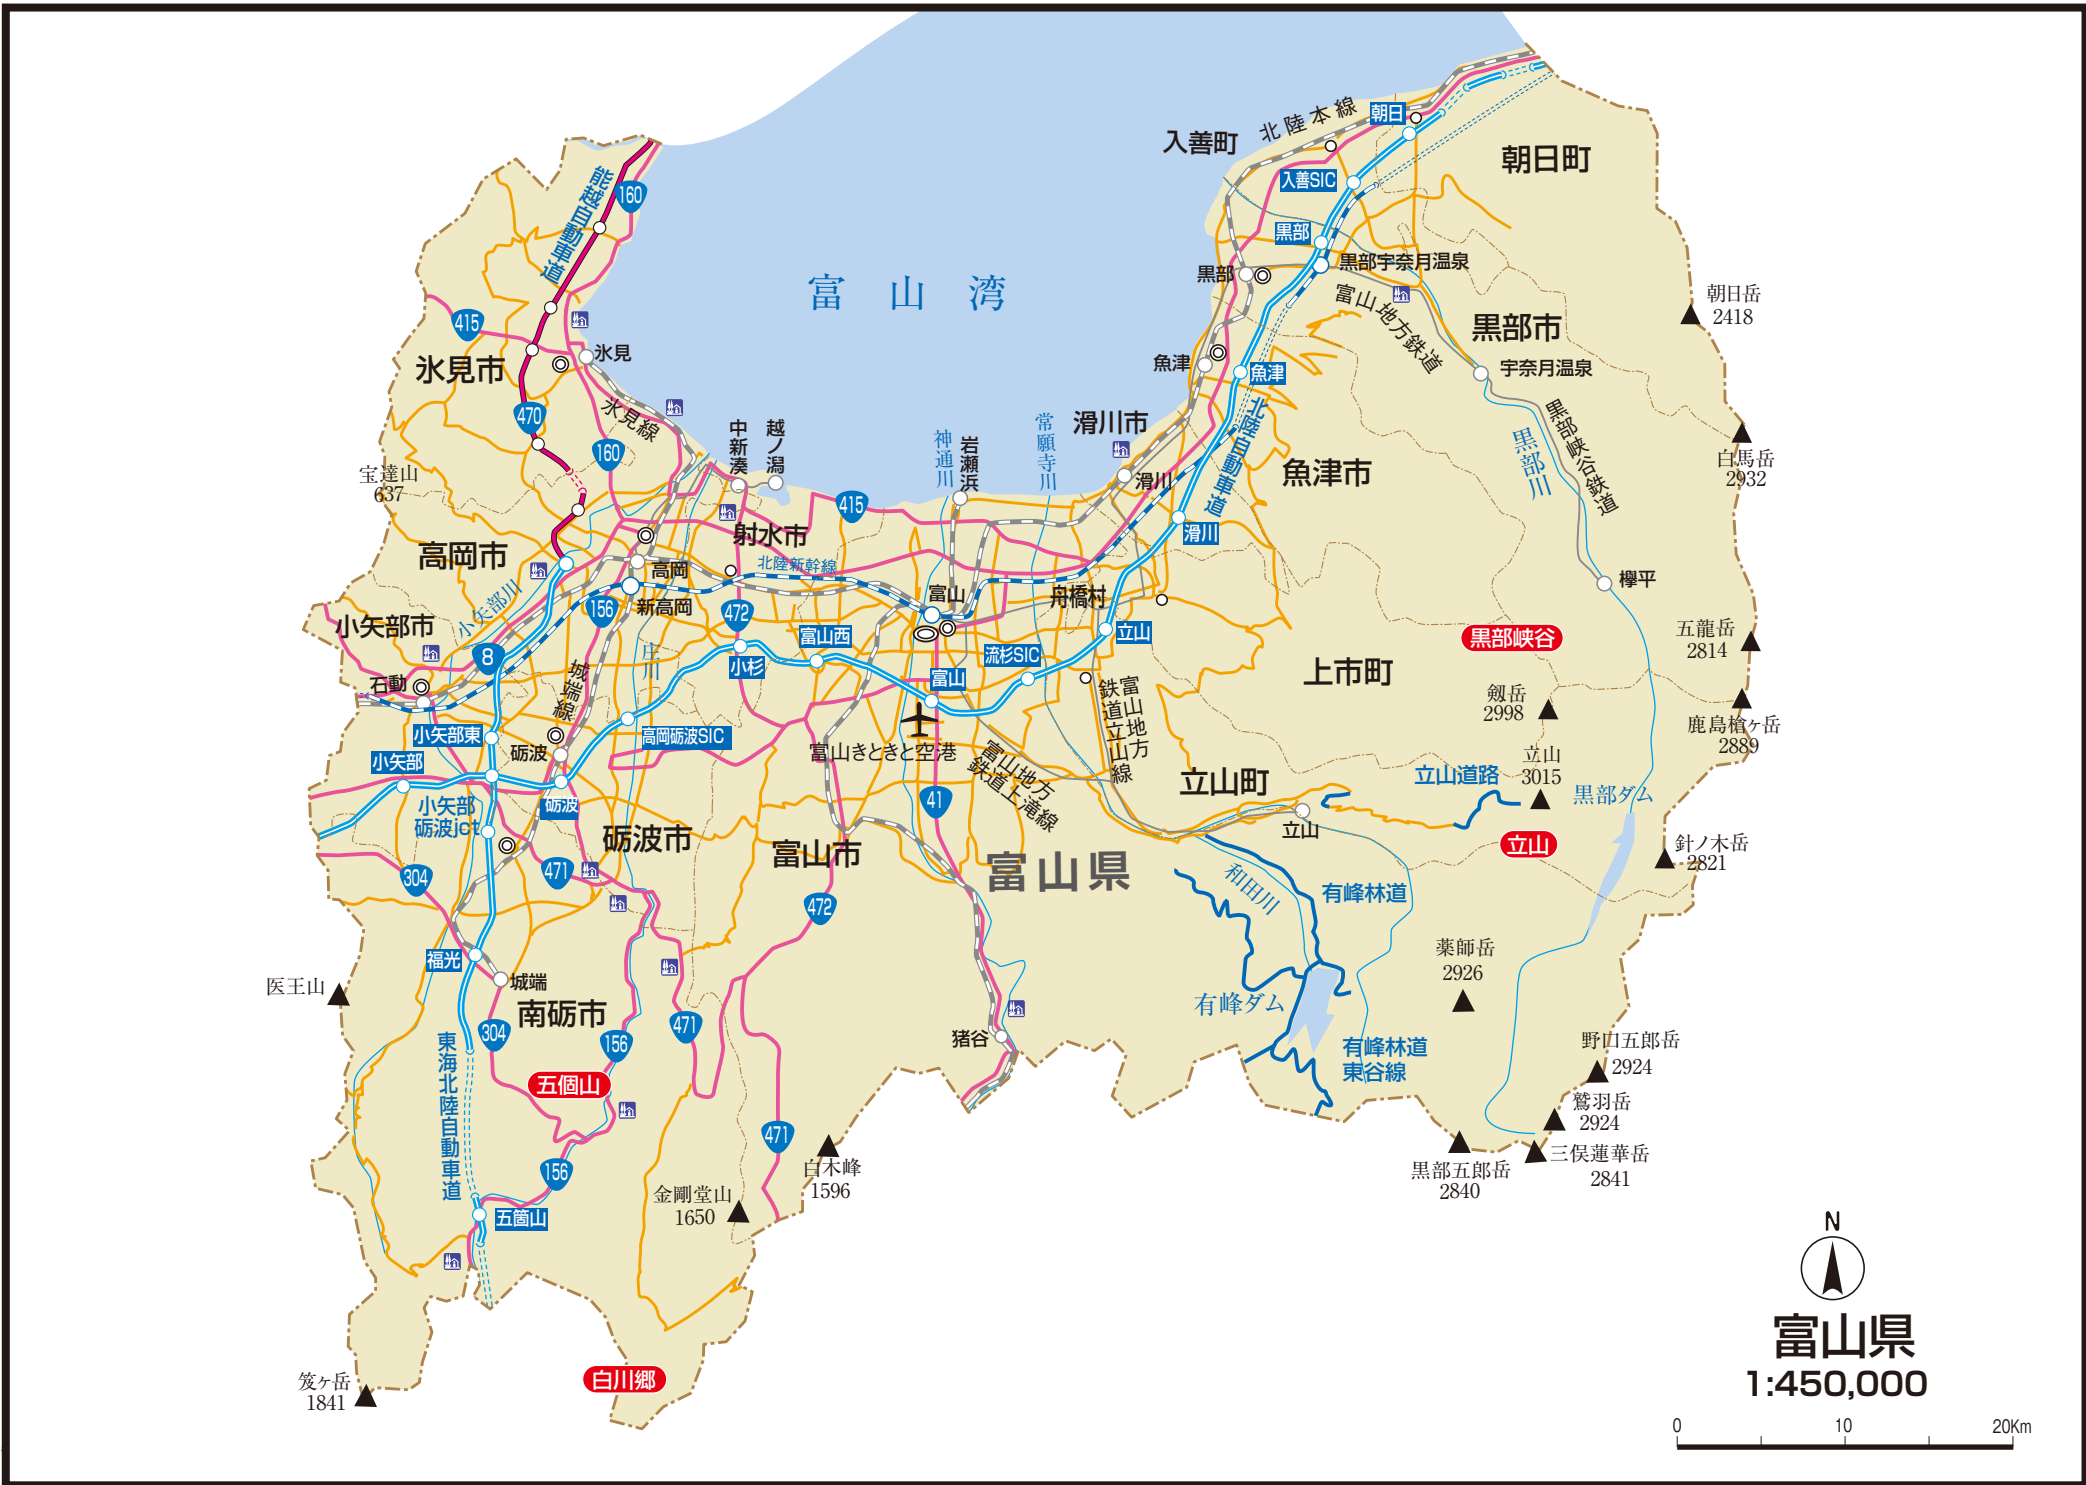 能越自動車道
160
415
氷見市
氷見
470
氷見線
160
宝達山
637
中新湊
越ノ潟
富山湾
神通川
岩瀬浜
常願寺川
滑川市
滑川
入善町
北陸本線
朝日
朝日町
入善SIC
黒部
黒部
黒部宇奈月温泉
富山地方鉄道
黒部市
宇奈月温泉
朝日岳
2418
魚津
魚津
北陸自動車道
魚津市
黒部川
黒部峡谷鉄道
白馬岳
2932
滑川
高岡市
小矢部川
高岡
新高岡
156
射水市
415
北陸新幹線
472
富山
舟橋村
立山
欅平
小矢部市
8
石動
城端線
庄川
小杉
富山西
富山
流杉SIC
黒部峡谷
五龍岳
2814
上市町
剱岳
2998
鹿島槍ヶ岳
2889
小矢部東
小矢部
砺波
高岡砺波SIC
富山きときと空港
富山地方
鉄道立山線
富山地方
鉄道上滝線
41
立山町
立山
立山道路
立山
3015
黒部ダム
小矢部
砺波jct
砺波
砺波市
富山市
富山県
立山
針ノ木岳
2821
304
471
472
和田川
有峰林道
薬師岳
2926
福光
城端
医王山
南砺市
304
156
471
猪谷
有峰ダム
有峰林道
東谷線
野口五郎岳
2924
鷲羽岳
2924
三俣蓮華岳
2841
黒部五郎岳
2840
東海北陸自動車道
五個山
156
五箇山
471
白木峰
1596
金剛堂山
1650
笈ヶ岳
1841
白川郷
N
富山県
1:450,000
0 10 20Km